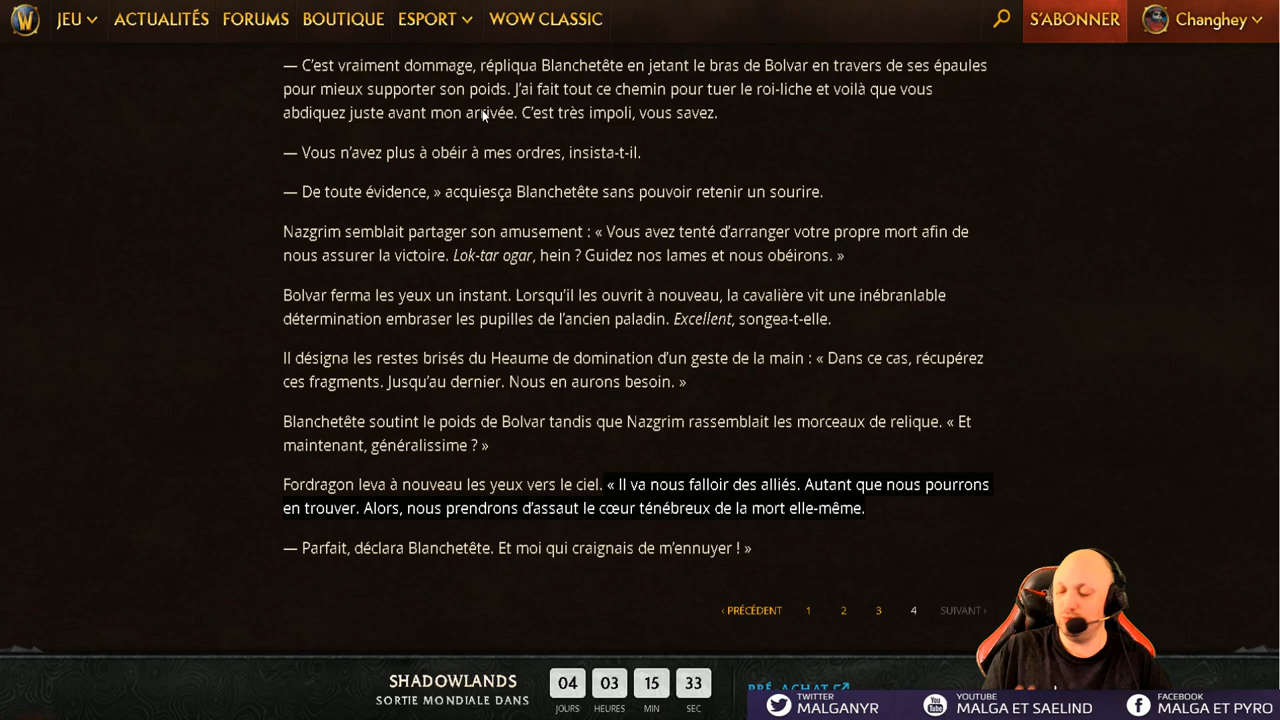 JEU ACTUALITÉS FORUMS BOUTIQUE ESPORT WOW CLASSIC S'ABONNER Changhey
— C'est vraiment dommage, répliqua Blanchetête en jetant le bras de Bolvar en travers de ses épaules
pour mieux supporter son poids. J'ai fait tout ce chemin pour tuer le roi-liche et voilà que vous
abdiquez juste avant mon arrivée. C'est très impoli, vous savez.
— Vous n'avez plus à obéir à mes ordres, insista-t-il.
— De toute évidence, » acquiesça Blanchetête sans pouvoir retenir un sourire.
Nazgrim semblait partager son amusement : « Vous avez tenté d'arranger votre propre mort afin de
nous assurer la victoire. Lok-tar ogar, hein ? Guidez nos lames et nous obéirons. »
Bolvar ferma les yeux un instant. Lorsqu'il les ouvrit à nouveau, la cavalière vit une inébranlable
détermination embraser les pupilles de l'ancien paladin. Excellent, songea-t-elle.
Il désigna les restes brisés du Heaume de domination d'un geste de la main : « Dans ce cas, récupérez
ces fragments. Jusqu'au dernier. Nous en aurons besoin. »
Blanchetête soutint le poids de Bolvar tandis que Nazgrim rassemblait les morceaux de relique. « Et
maintenant, généralissime ? »
Fordragon leva à nouveau les yeux vers le ciel. « Il va nous falloir des alliés. Autant que nous pourrons
en trouver. Alors, nous prendrons d'assaut le cœur ténébreux de la mort elle-même.
— Parfait, déclara Blanchetête. Et moi qui craignais de m'ennuyer ! »
‹ PRÉCÉDENT 1 2 3 4 SUIVANT ›
SHADOWLANDS
SORTIE MONDIALE DANS
04 03 15 33
JOURS HEURES MIN SEC
PRÉ-ACHAT
TWITTER
MALGANYR
YOUTUBE
MALGA ET SAELIND
FACEBOOK
MALGA ET PYRO